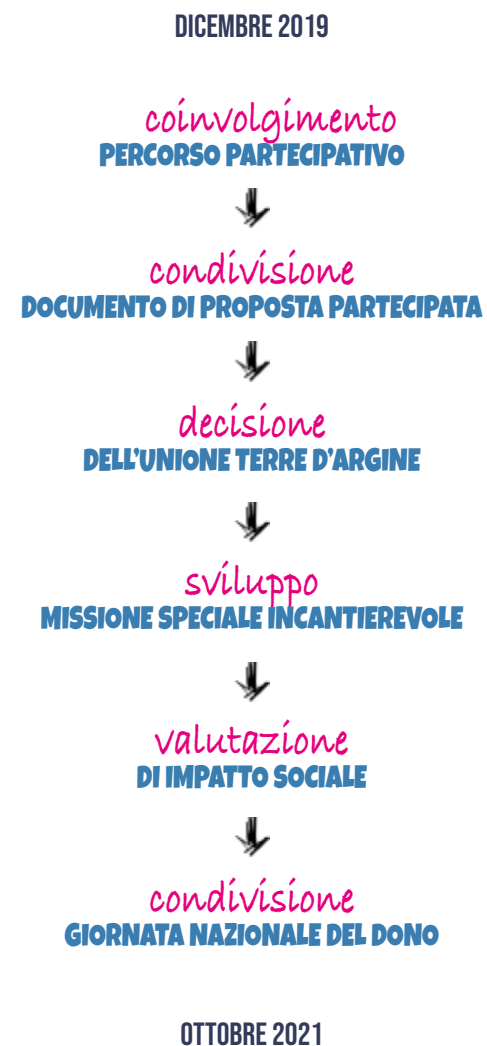 DICEMBRE 2019
coinvolgimento
PERCORSO PARTECIPATIVO
condivisione
DOCUMENTO DI PROPOSTA PARTECIPATA
decisione
DELL'UNIONE TERRE D'ARGINE
sviluppo
MISSIONE SPECIALE INCANTIEREVOLE
valutazione
DI IMPATTO SOCIALE
condivisione
GIORNATA NAZIONALE DEL DONO
OTTOBRE 2021